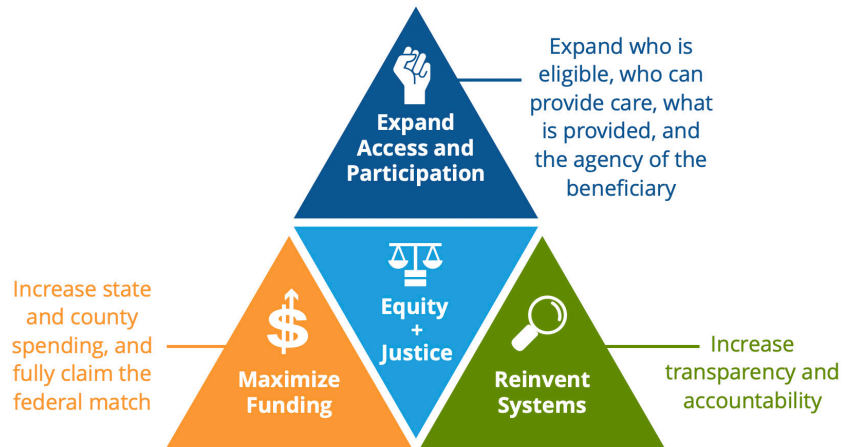 Expand
Access and
Participation
Expand who is
eligible, who can
provide care, what
is provided, and
the agency of the
beneficiary
Increase state
and county
spending, and
fully claim the
federal match
$
Maximize
Funding
Equity
+
Justice
Reinvent
Systems
Increase
transparency and
accountability